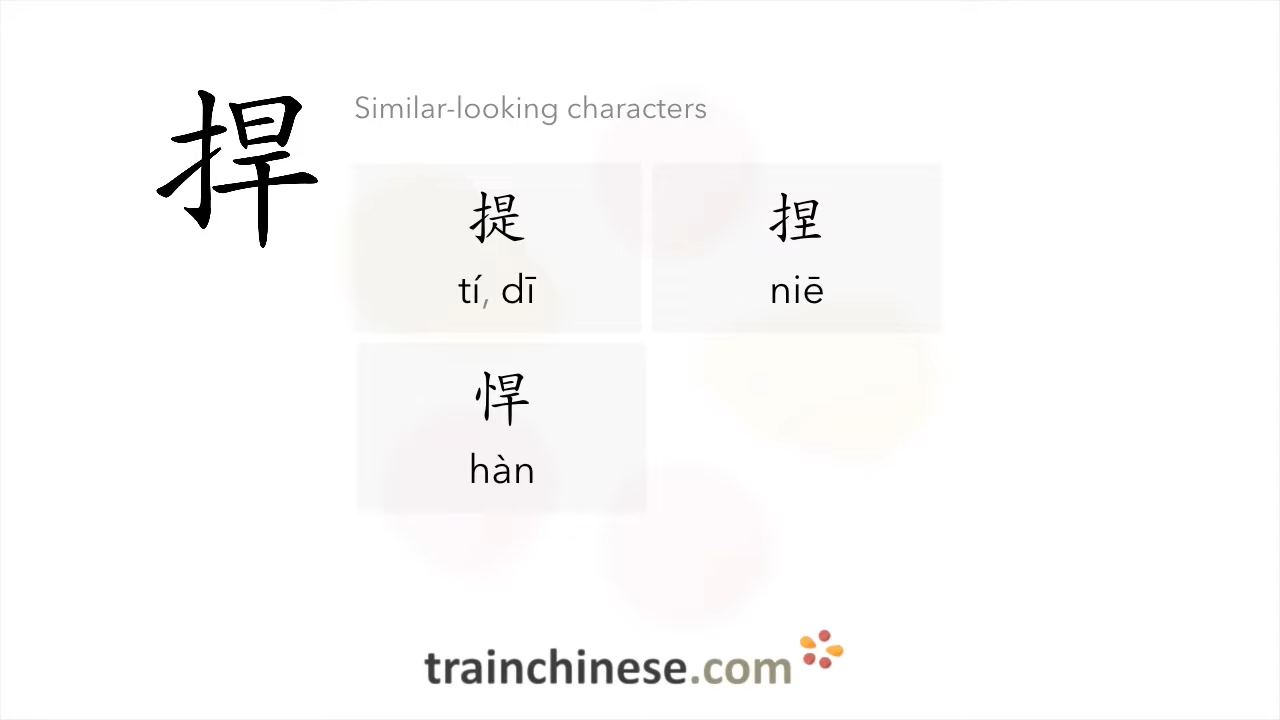 捍
Similar-looking characters
提
tí, dī
捏
niē
悍
hàn
trainchinese.com